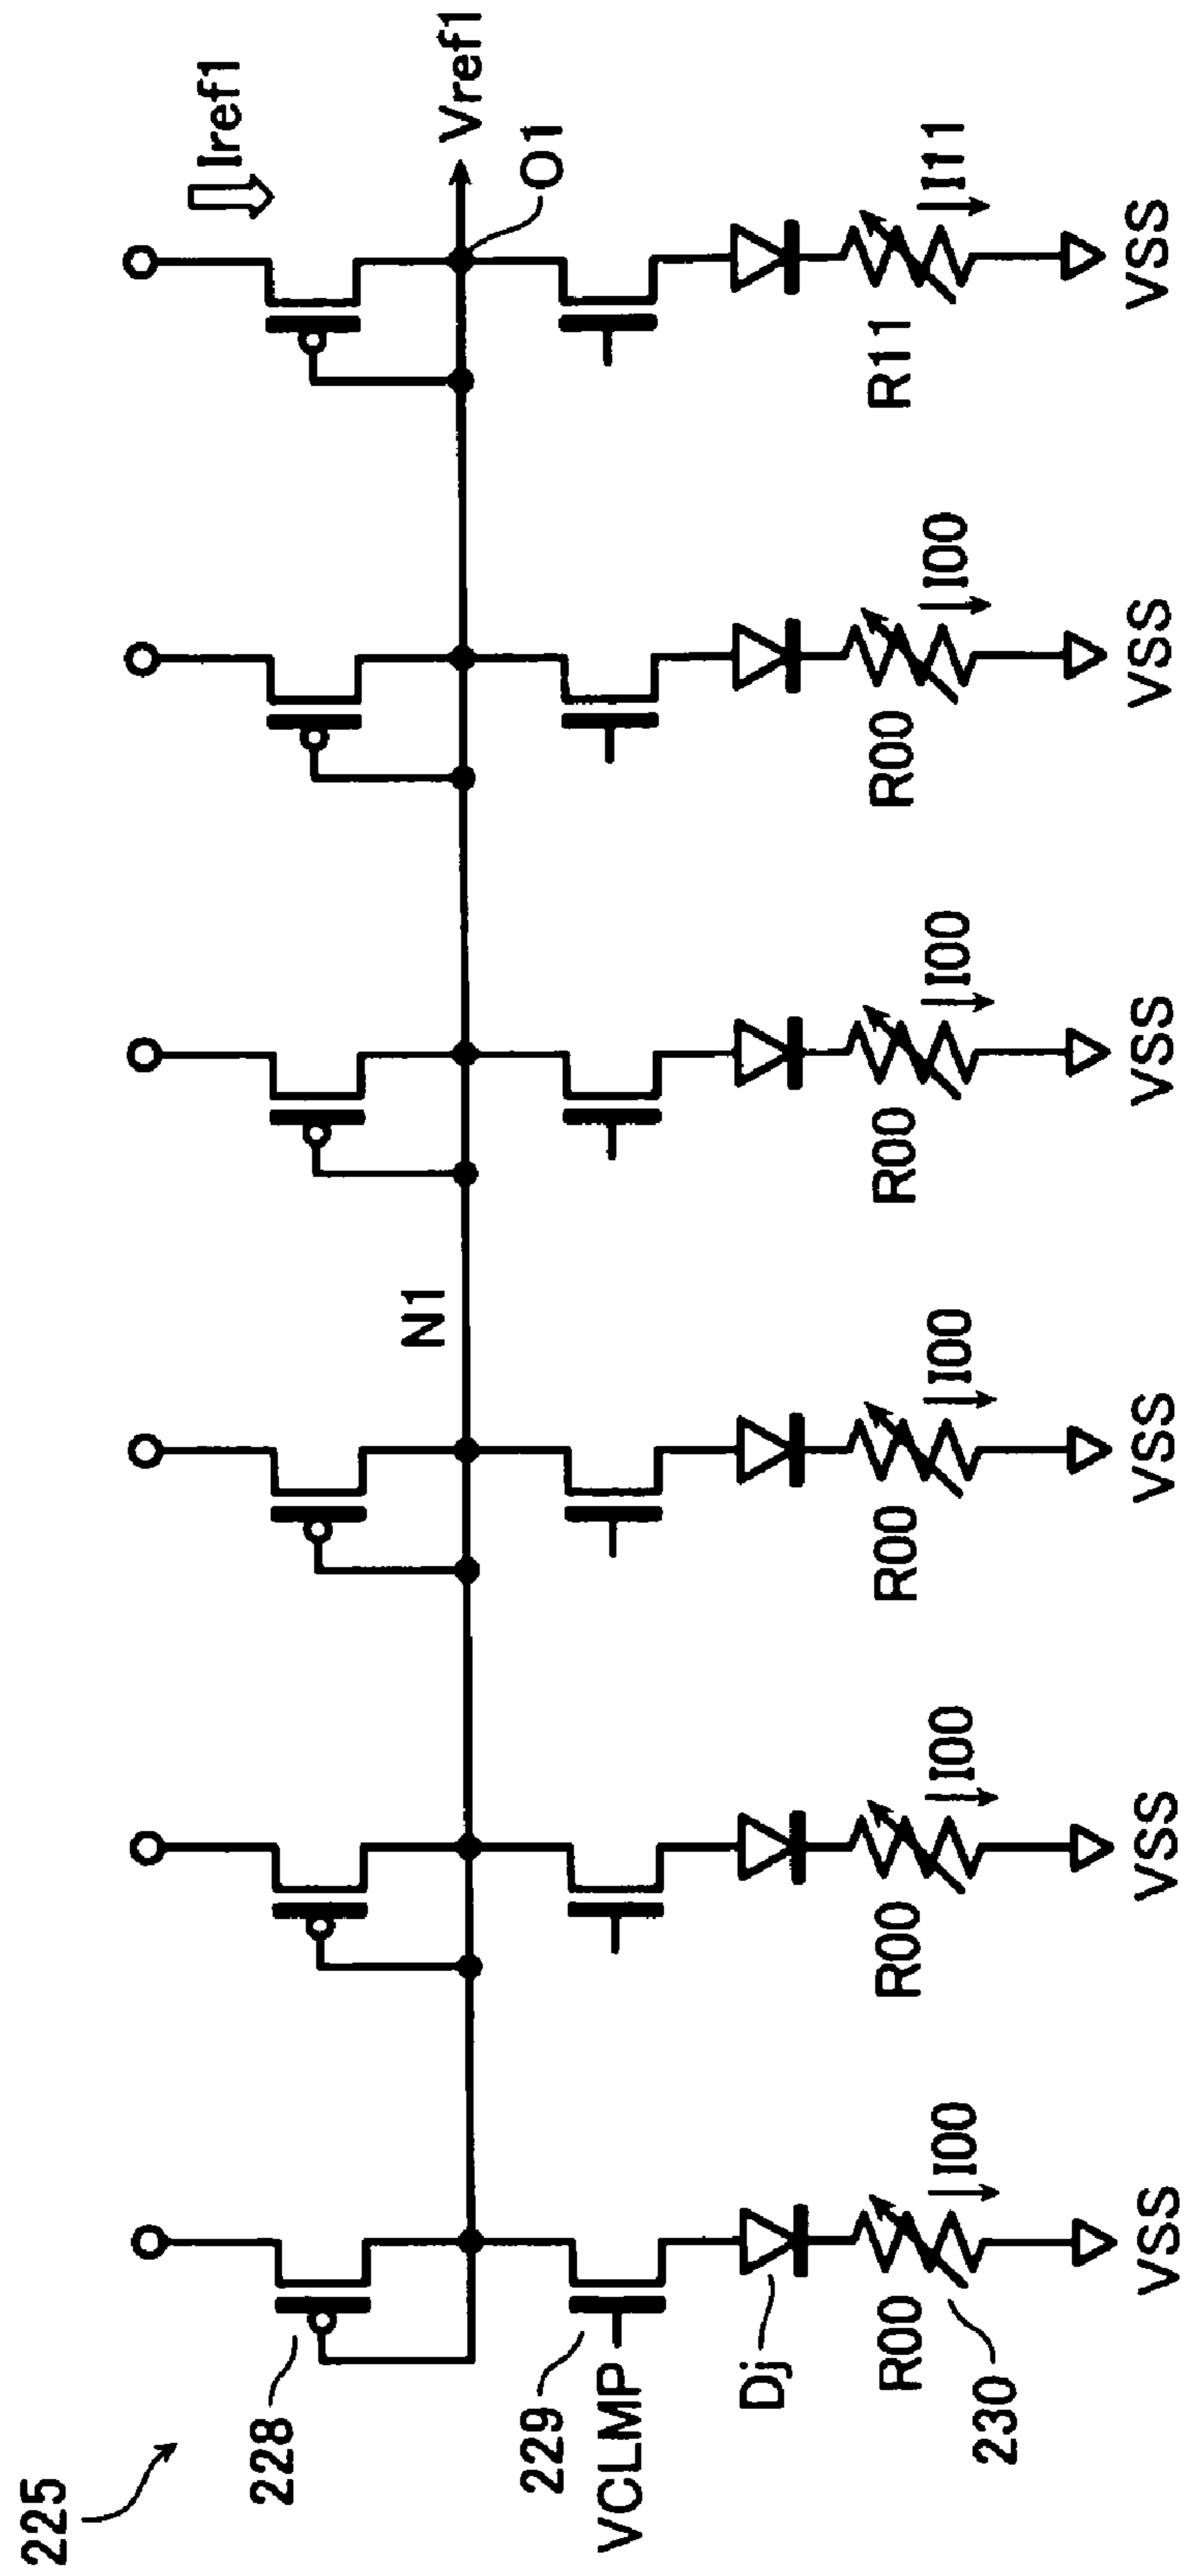 225
Iref1
228
N1
Vref1
O1
229
VCLMP
Dj
R00
R00
R00
R00
R00
R11
I00
I00
I00
I00
I00
I11
230
VSS
VSS
VSS
VSS
VSS
VSS